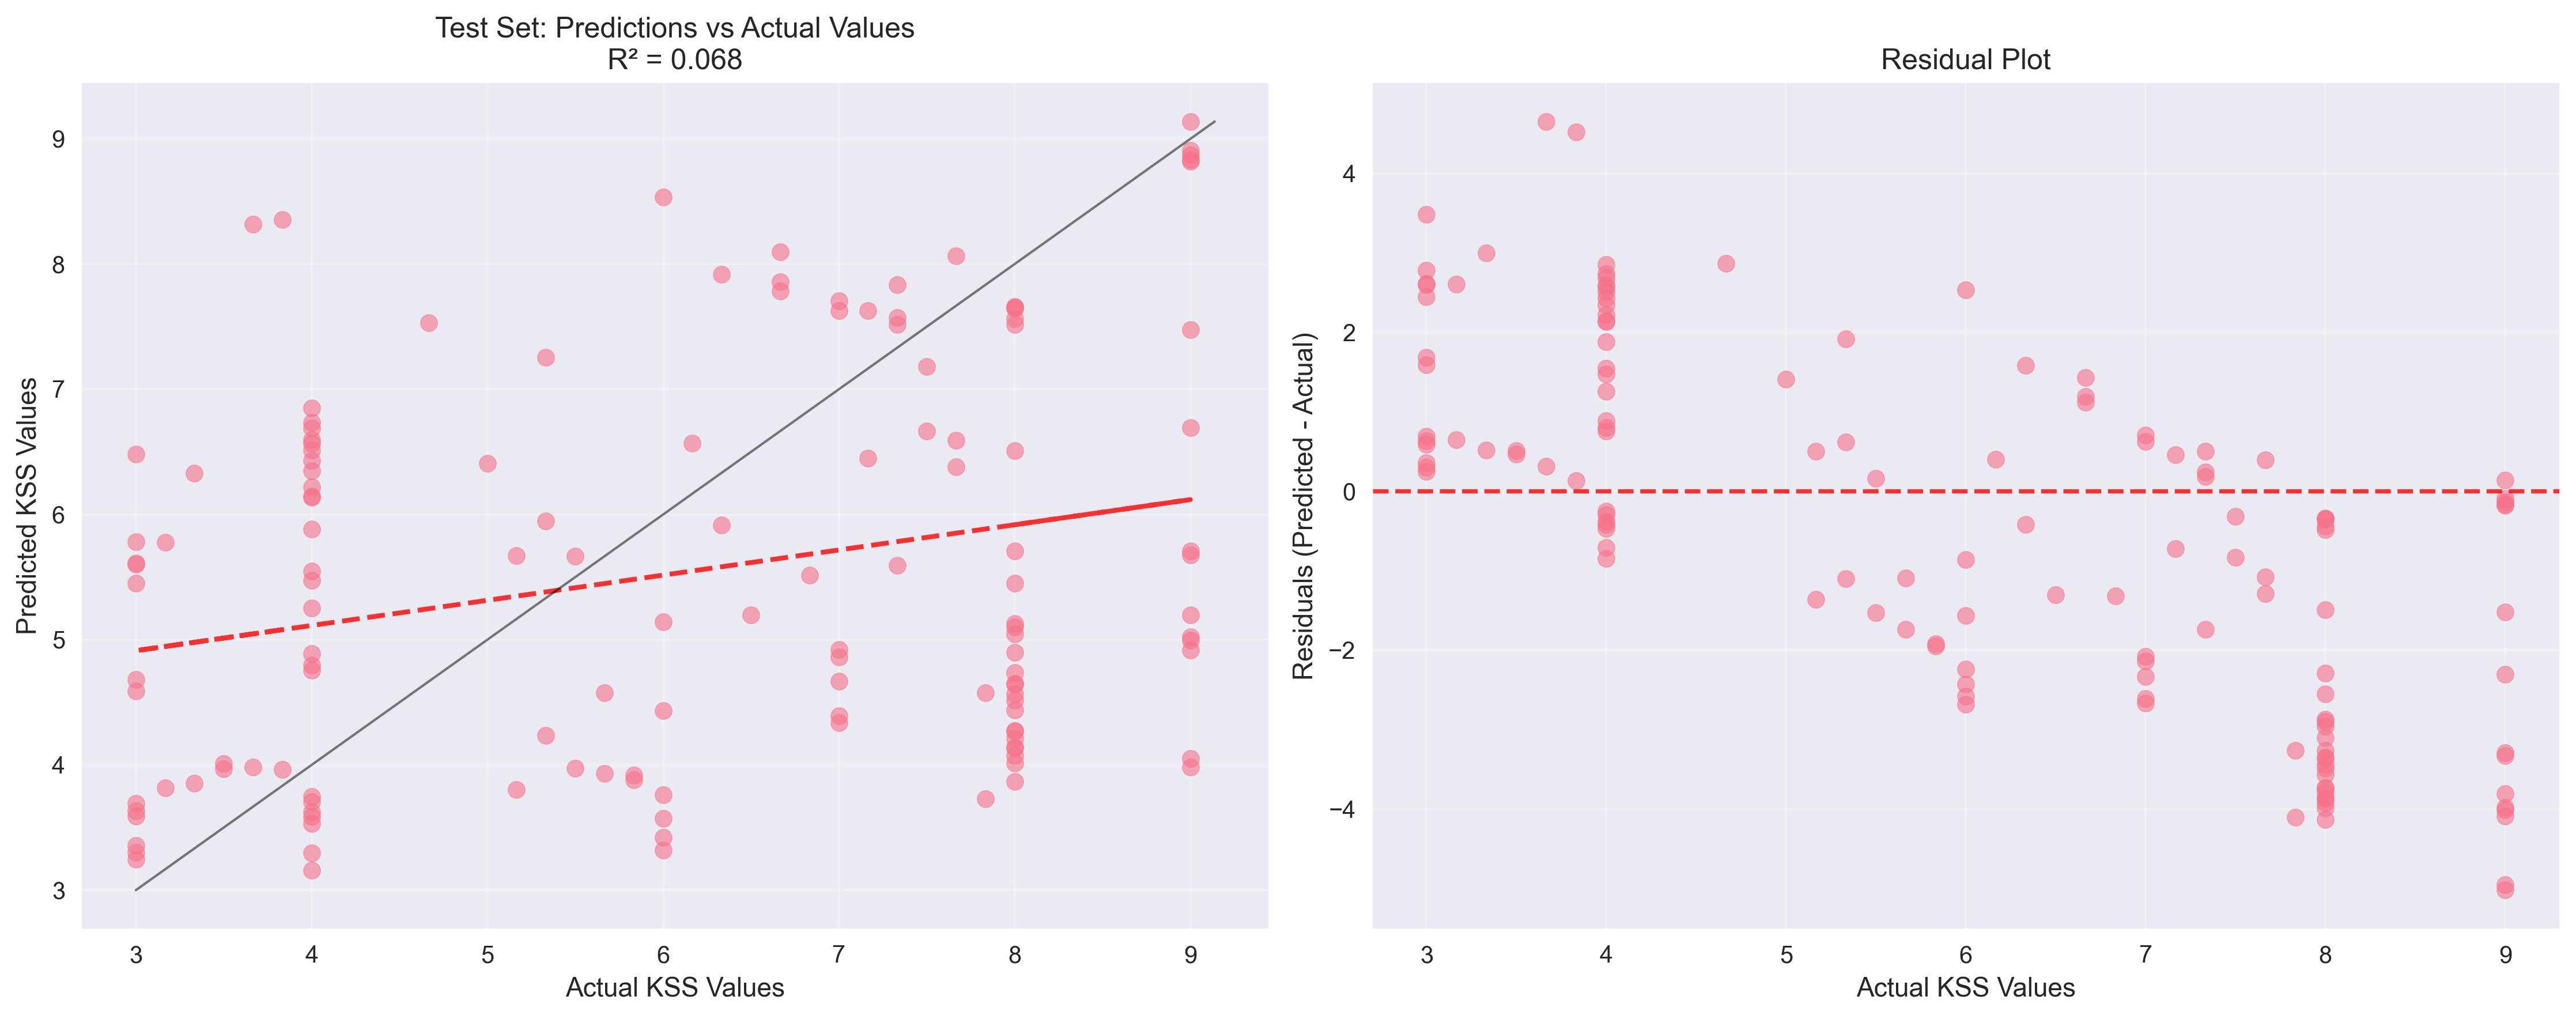 Test Set: Predictions vs Actual Values
R² = 0.068
Predicted KSS Values
9
8
7
6
5
4
3
3 4 5 6 7 8 9
Actual KSS Values
Residual Plot
Residuals (Predicted - Actual)
4
2
0
−2
−4
3 4 5 6 7 8 9
Actual KSS Values